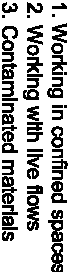 1. Working in confined spaces
2. Working with live flows
3. Contaminated materials